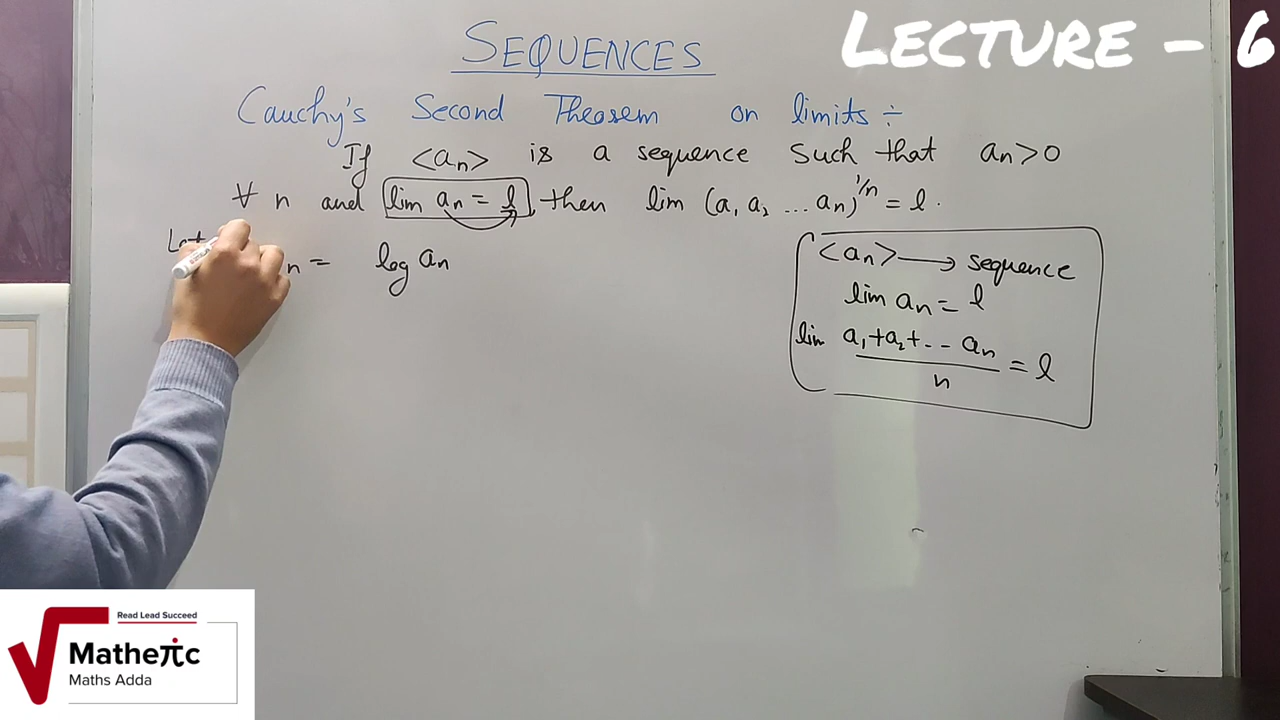 LECTURE - 6
SEQUENCES
Cauchy's Second Theorem on limits ÷
If <aₙ> is a sequence such that aₙ > 0
∀ n and lim aₙ = l, then lim (a₁ a₂ ... aₙ)^1/n = l.
Let
n = log aₙ
<aₙ> → sequence
lim aₙ = l
lim a₁+a₂+-- aₙ / n = l
Read Lead Succeed
Matheπc
Maths Adda